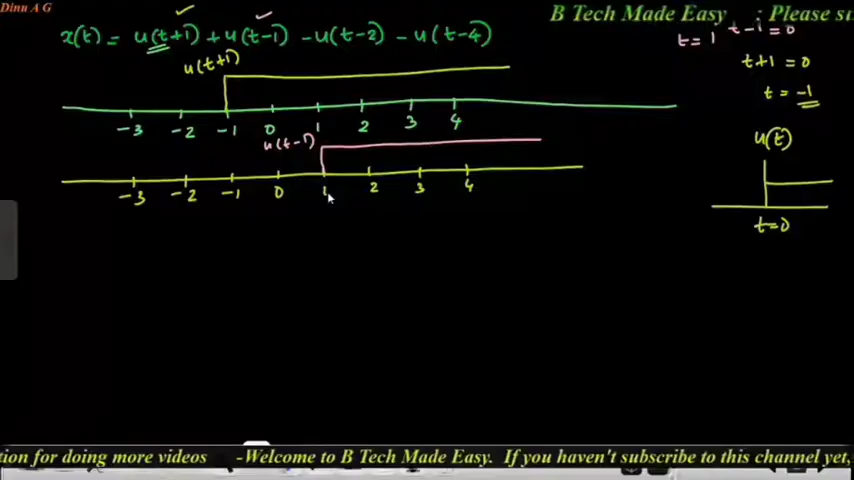 Dinu A G
B Tech Made Easy : Please su
x(t) = u(t+1) + u(t-1) - u(t-2) - u(t-4)
t=1 t-1=0
t+1=0
t = -1
u(t+1)
-3 -2 -1 0 1 2 3 4
u(t-1)
-3 -2 -1 0 1 2 3 4
u(t)
t=0
tion for doing more videos -Welcome to B Tech Made Easy. If you haven't subscribe to this channel yet,